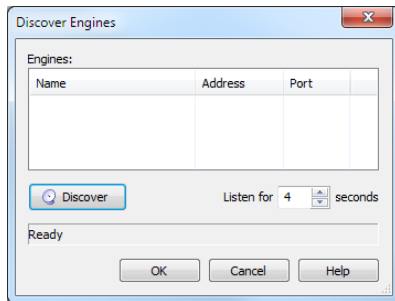 Discover Engines
Engines:
Name Address Port
Discover Listen for 4 seconds
Ready
OK Cancel Help